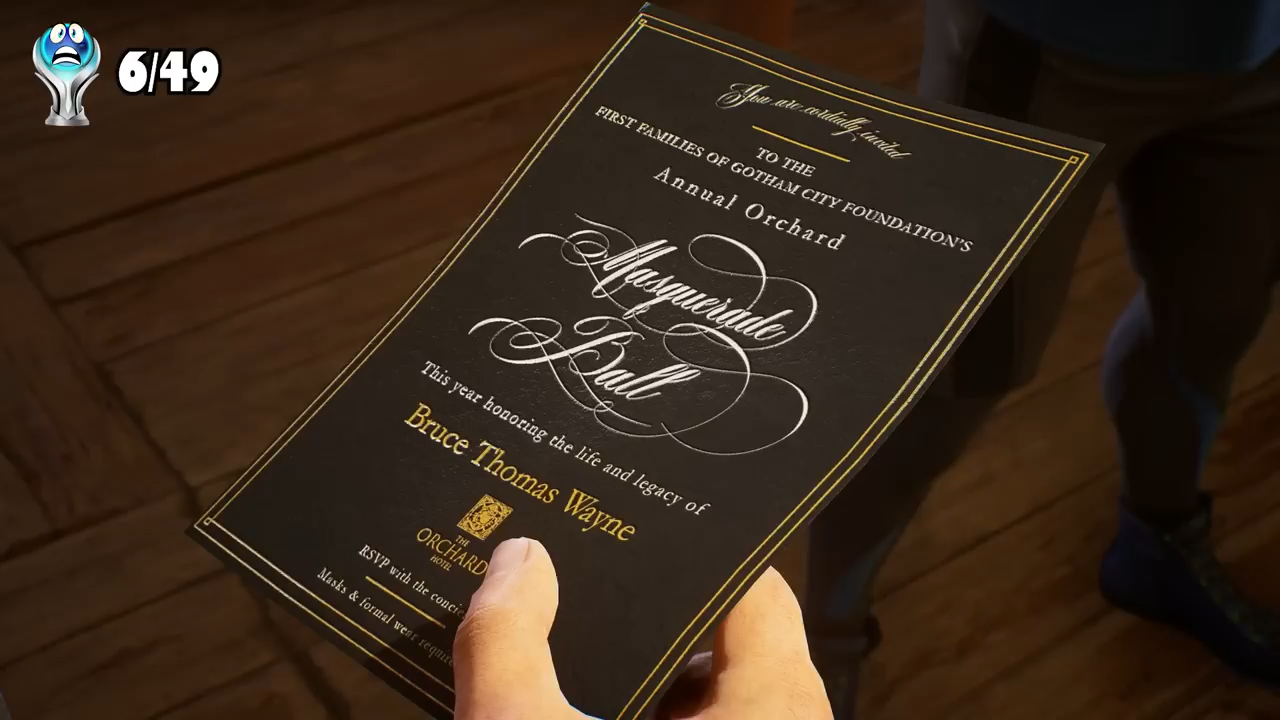 6/49
You are cordially invited
TO THE
FIRST FAMILIES OF GOTHAM CITY FOUNDATION'S
Annual Orchard
Masquerade
Ball
This year honoring the life and legacy of
Bruce Thomas Wayne
THE
ORCHARD
HOTEL
RSVP with the
Masks & formal wear